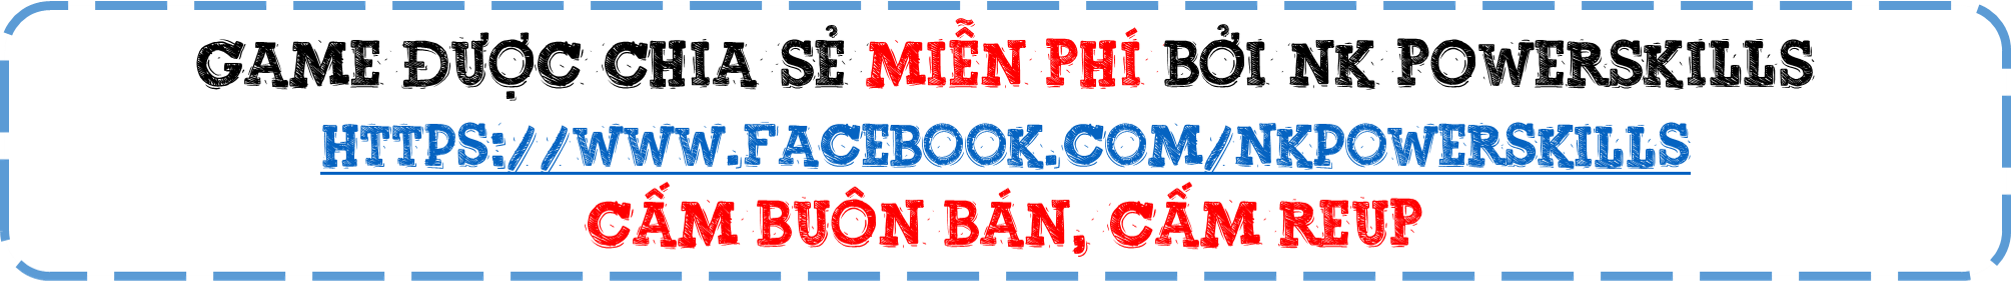 GAME ĐƯỢC CHIA SẺ MIỄN PHÍ BỞI NK POWERSKILLS
HTTPS://WWW.FACEBOOK.COM/NKPOWERSKILLS
CẤM BUÔN BÁN, CẤM REUP